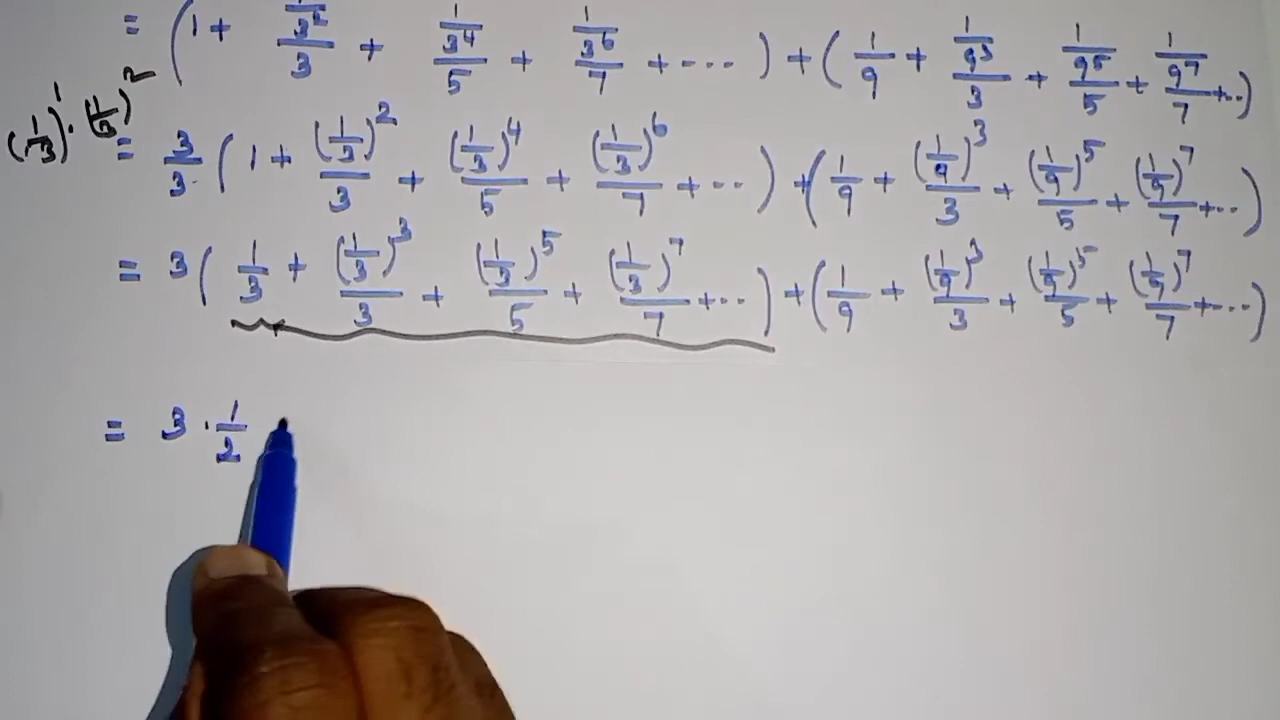 = (1 + 1/3²/3 + 1/3⁴/5 + 1/3⁶/7 + ....) + (1/9 + 1/9³/3 + 1/9⁵/5 + 1/9⁷/7 + ..)
(1/3)¹ · (1/3)²
= 3/3 (1 + (1/3)²/3 + (1/3)⁴/5 + (1/3)⁶/7 + ...) + (1/9 + (1/9)³/3 + (1/9)⁵/5 + (1/9)⁷/7 + ..)
= 3 (1/3 + (1/3)³/3 + (1/3)⁵/5 + (1/3)⁷/7 + ...) + (1/9 + (1/9)³/3 + (1/9)⁵/5 + (1/9)⁷/7 + ...)
= 3 · 1/2